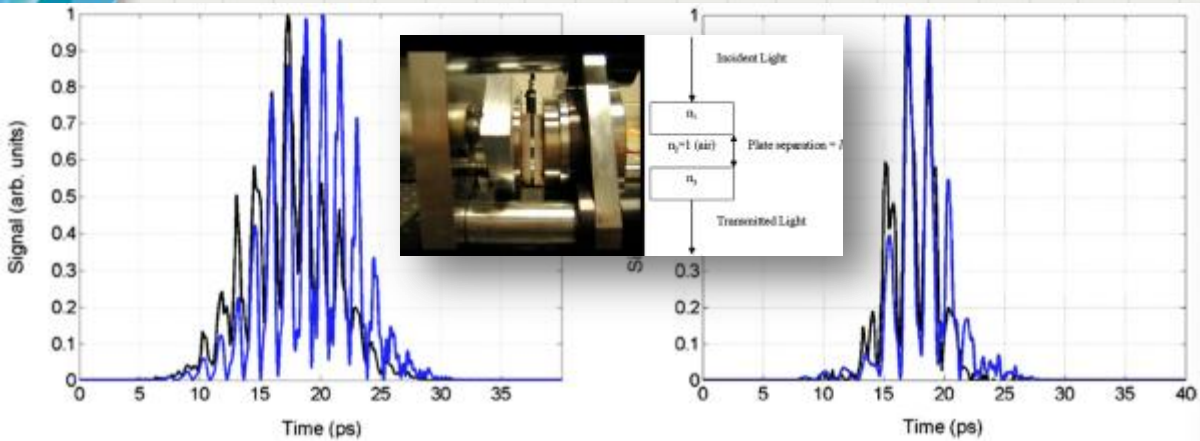 1
0.9
0.8
0.7
0.6
0.5
0.4
0.3
0.2
0.1
0
Signal (arb. units)
0 5 10 15 20 25 30 35
Time (ps)
Incident Light
n₁
n₂=1 (air)
Plate separation =
Transmitted Light
1
0.3
0.2
0.1
0
0 5 10 15 20 25 30 35 40
Time (ps)